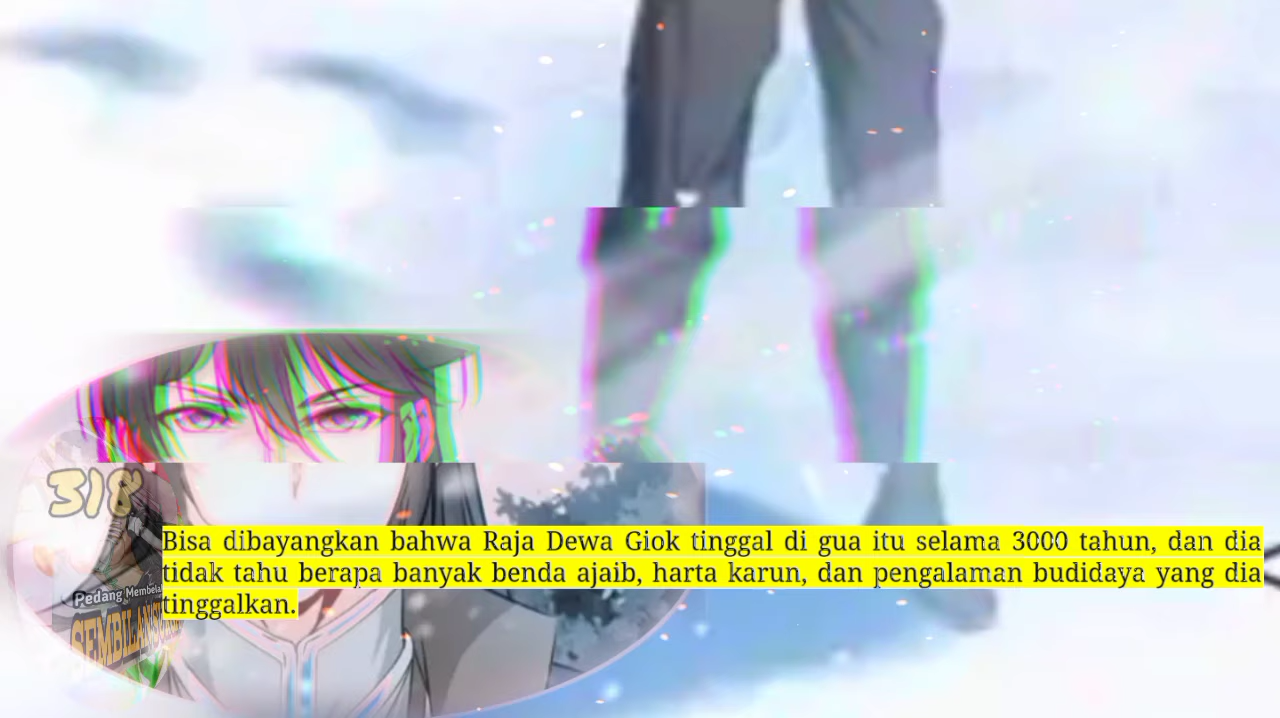 318
Bisa dibayangkan bahwa Raja Dewa Giok tinggal di gua itu selama 3000 tahun, dan dia
tidak tahu berapa banyak benda ajaib, harta karun, dan pengalaman budidaya yang dia
tinggalkan.
Pedang
SEMBILAN